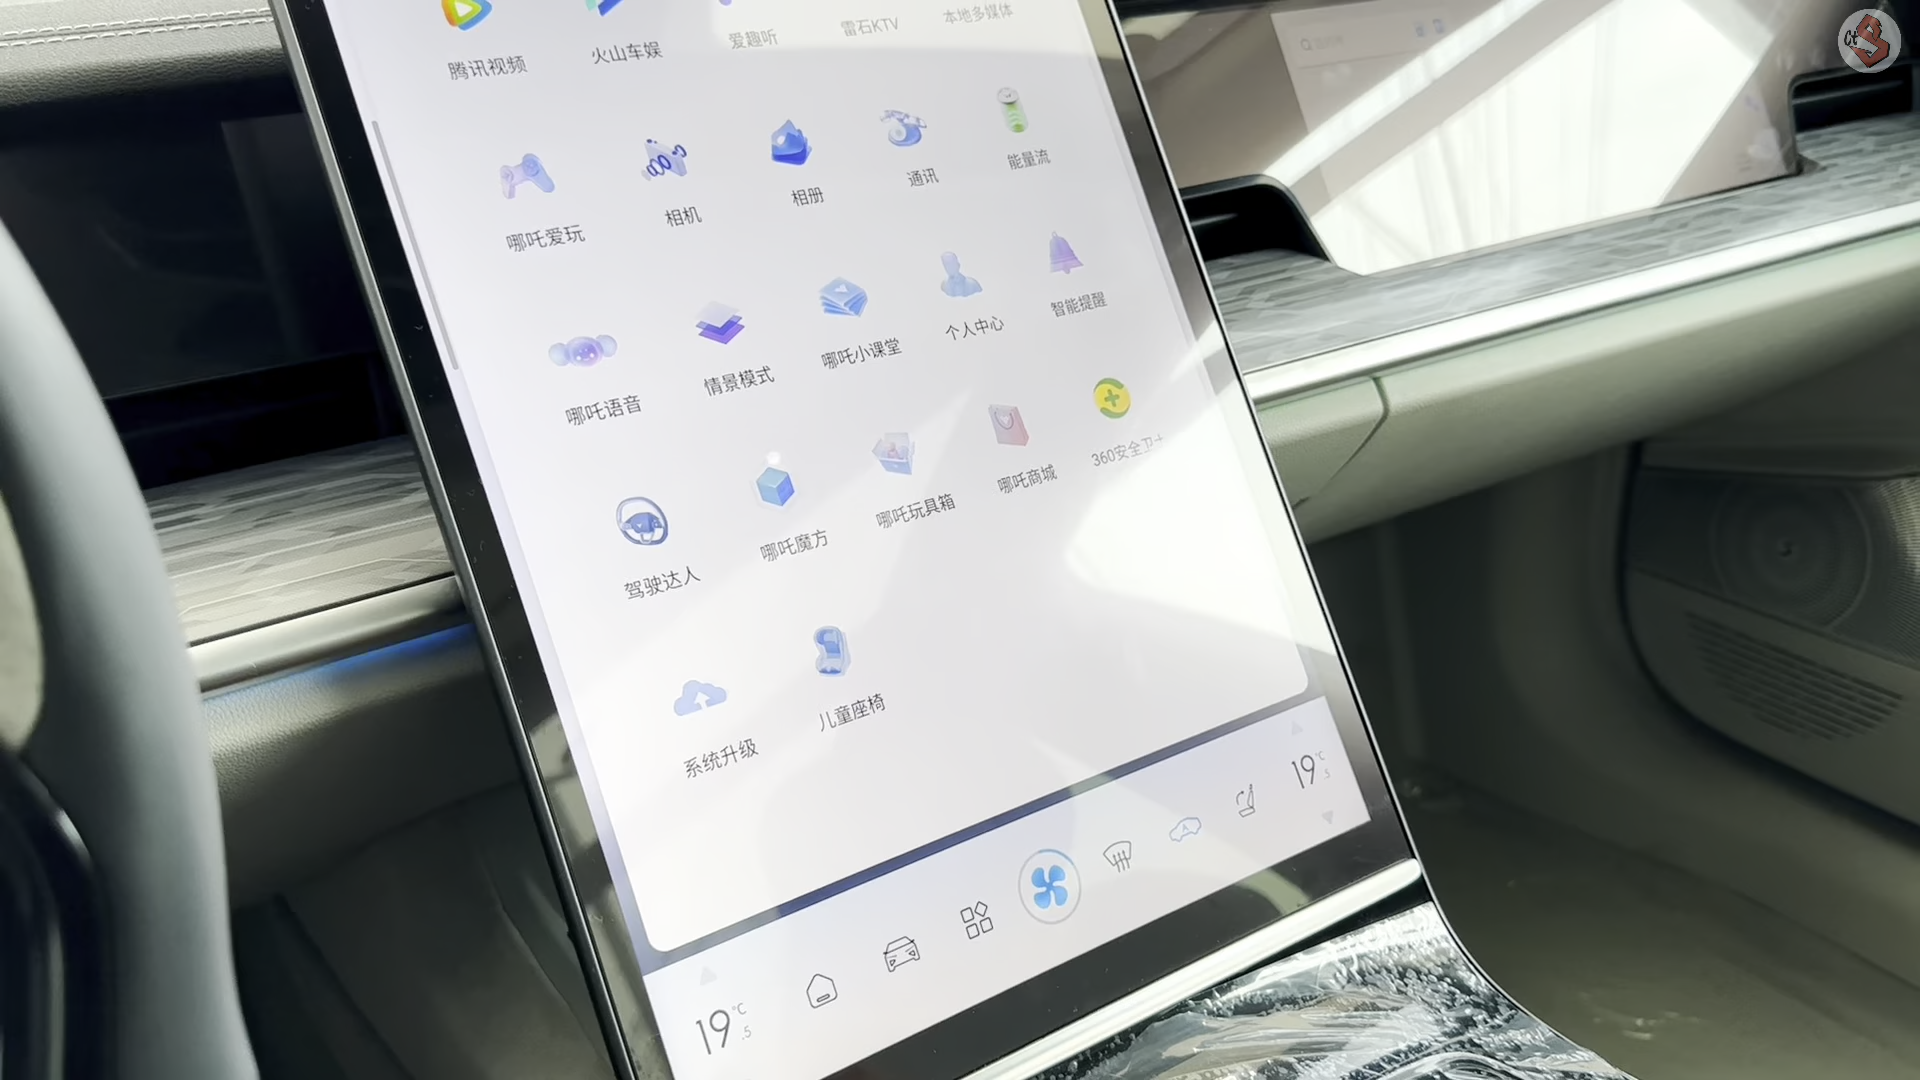 腾讯视频
火山车娱
爱趣听
雷石KTV
本地多媒体
哪吒爱玩
相机
相册
通讯
能量流
哪吒语音
情景模式
哪吒小课堂
个人中心
智能提醒
驾驶达人
哪吒魔方
哪吒玩具箱
哪吒商城
360安全卫士
系统升级
儿童座椅
19.5℃
19.5℃